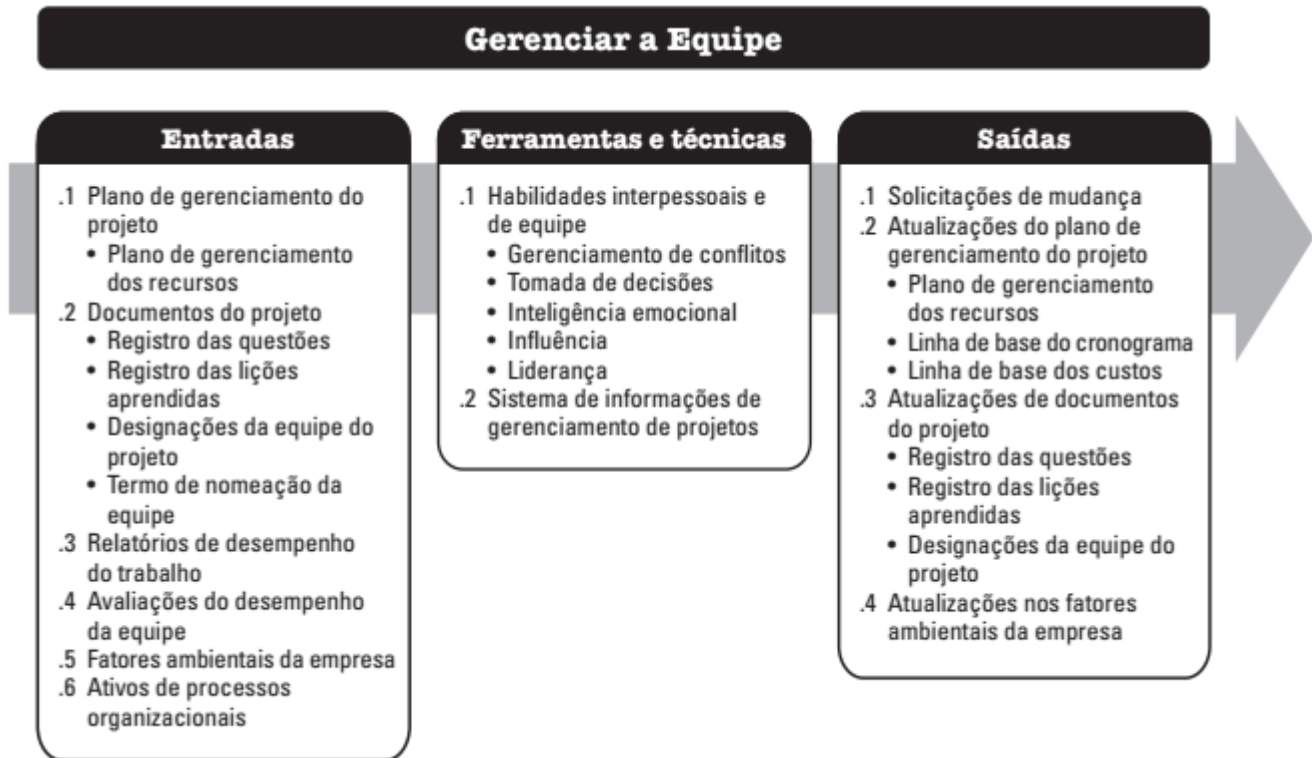 Gerenciar a Equipe
Entradas
.1 Plano de gerenciamento do
projeto
• Plano de gerenciamento
dos recursos
.2 Documentos do projeto
• Registro das questões
• Registro das lições
aprendidas
• Designações da equipe do
projeto
• Termo de nomeação da
equipe
.3 Relatórios de desempenho
do trabalho
.4 Avaliações do desempenho
da equipe
.5 Fatores ambientais da empresa
.6 Ativos de processos
organizacionais
Ferramentas e técnicas
.1 Habilidades interpessoais e
de equipe
• Gerenciamento de conflitos
• Tomada de decisões
• Inteligência emocional
• Influência
• Liderança
.2 Sistema de informações de
gerenciamento de projetos
Saídas
.1 Solicitações de mudança
.2 Atualizações do plano de
gerenciamento do projeto
• Plano de gerenciamento
dos recursos
• Linha de base do cronograma
• Linha de base dos custos
.3 Atualizações de documentos
do projeto
• Registro das questões
• Registro das lições
aprendidas
• Designações da equipe do
projeto
.4 Atualizações nos fatores
ambientais da empresa